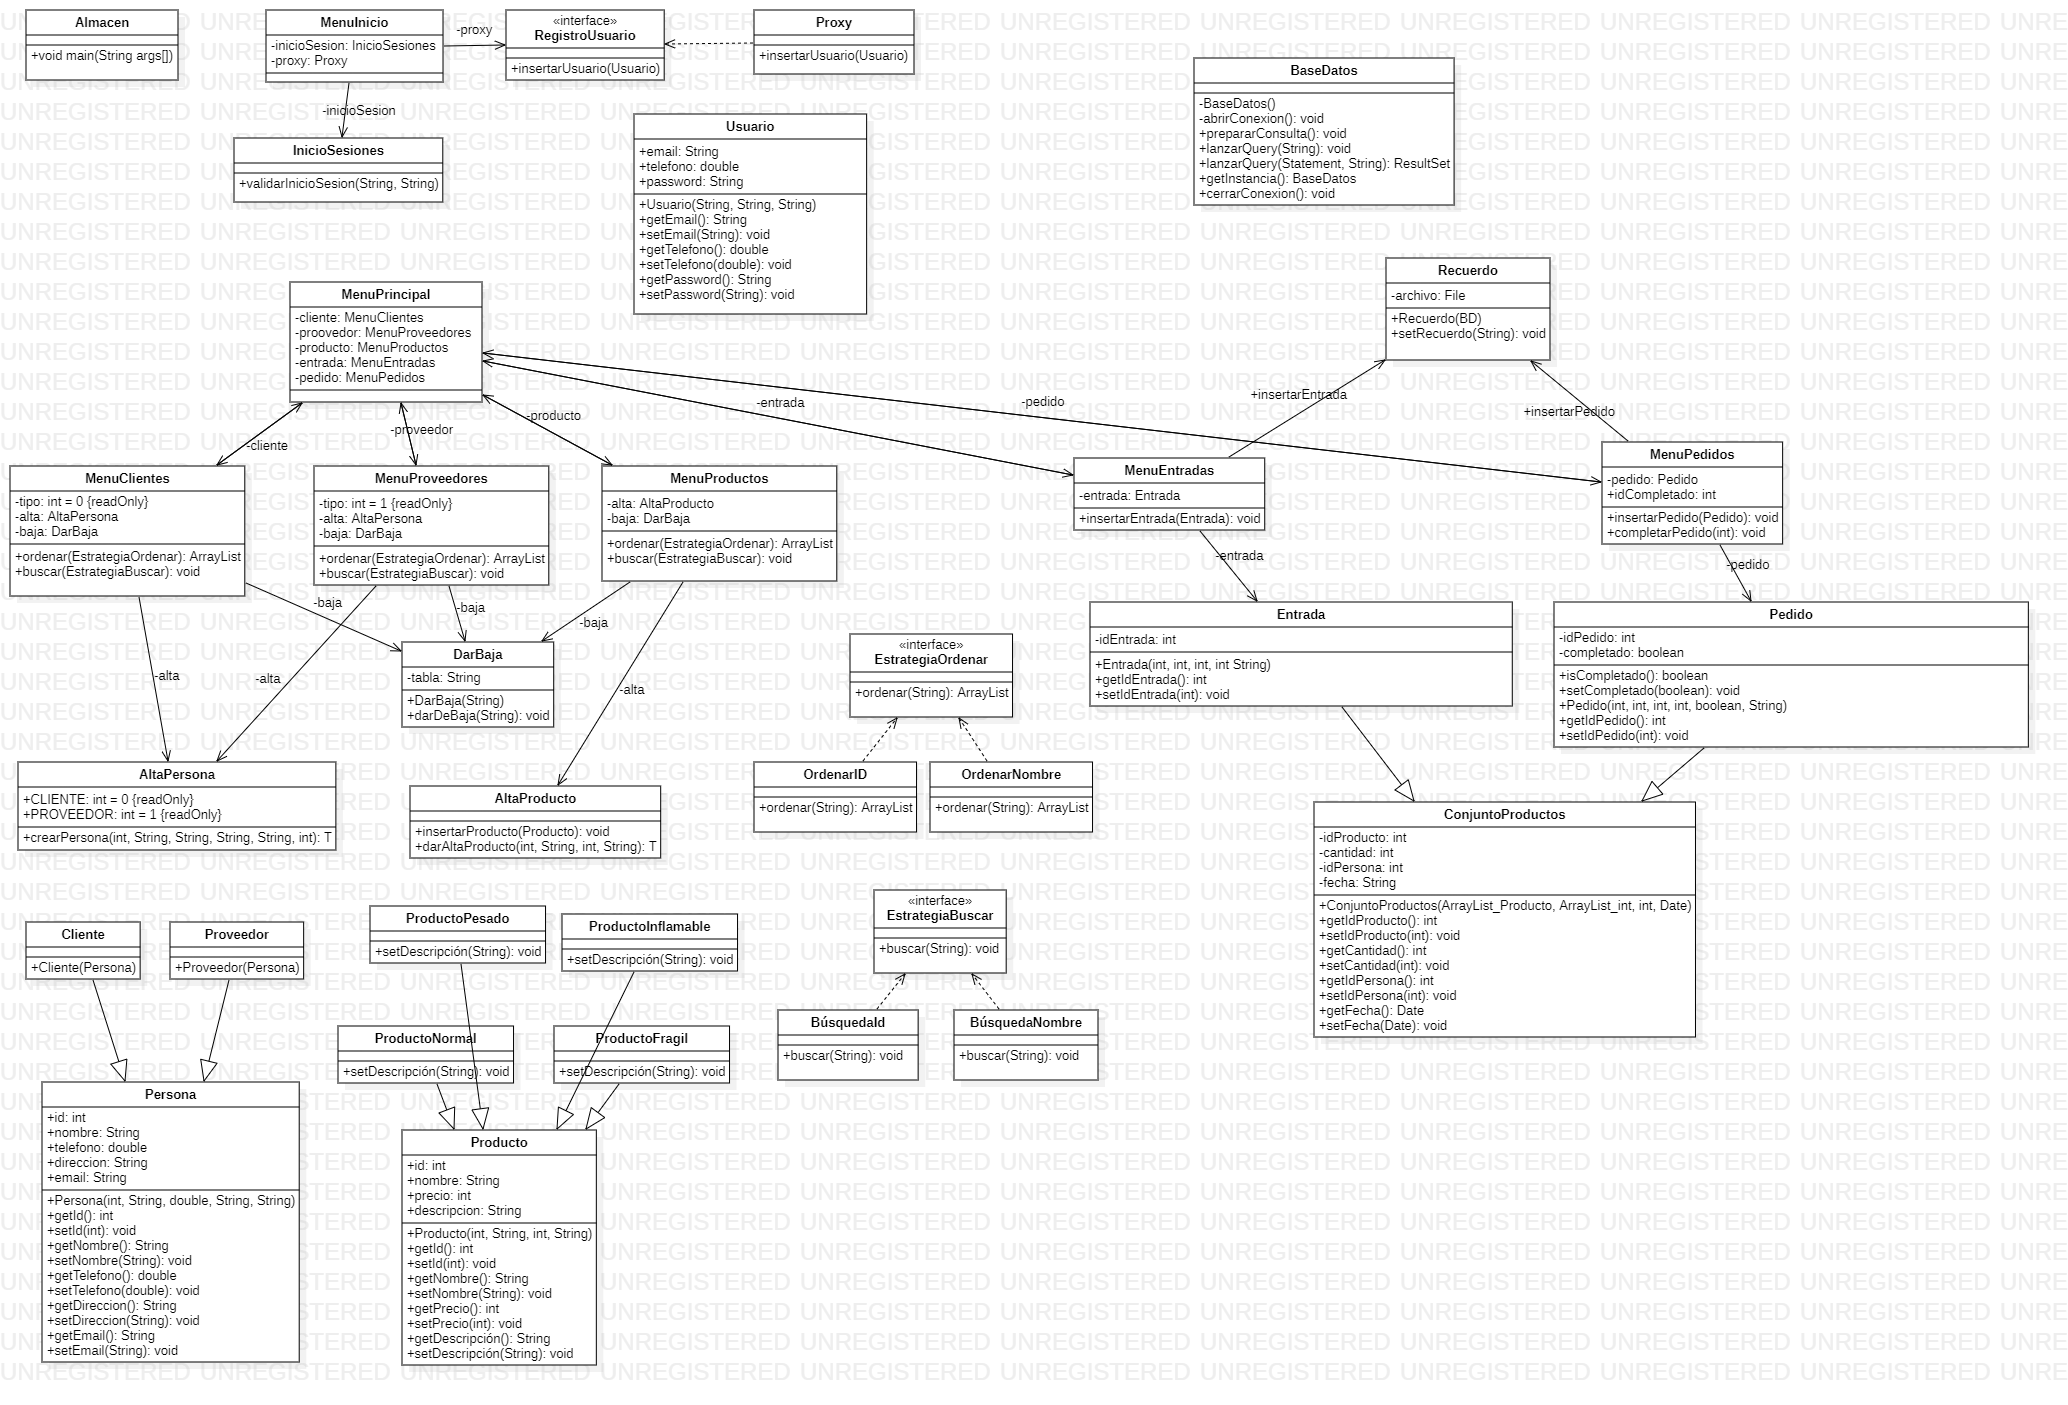 Almacen
+void main(String args[])
MenuInicio
-inicioSesion: InicioSesiones
-proxy: Proxy
-proxy
«interface»
RegistroUsuario
+insertarUsuario(Usuario)
Proxy
+insertarUsuario(Usuario)
-inicioSesion
InicioSesiones
+validarInicioSesion(String, String)
Usuario
+email: String
+telefono: double
+password: String
+Usuario(String, String, String)
+getEmail(): String
+setEmail(String): void
+getTelefono(): double
+setTelefono(double): void
+getPassword(): String
+setPassword(String): void
BaseDatos
-BaseDatos()
-abrirConexion(): void
+prepararConsulta(): void
+lanzarQuery(String): void
+lanzarQuery(Statement, String): ResultSet
+getInstancia(): BaseDatos
+cerrarConexion(): void
Recuerdo
-archivo: File
+Recuerdo(BD)
+setRecuerdo(String): void
MenuPrincipal
-cliente: MenuClientes
-proovedor: MenuProveedores
-producto: MenuProductos
-entrada: MenuEntradas
-pedido: MenuPedidos
-cliente
-proveedor
-producto
-entrada
-pedido
+insertarEntrada
+insertarPedido
MenuClientes
-tipo: int = 0 {readOnly}
-alta: AltaPersona
-baja: DarBaja
+ordenar(EstrategiaOrdenar): ArrayList
+buscar(EstrategiaBuscar): void
MenuProveedores
-tipo: int = 1 {readOnly}
-alta: AltaPersona
-baja: DarBaja
+ordenar(EstrategiaOrdenar): ArrayList
+buscar(EstrategiaBuscar): void
MenuProductos
-alta: AltaProducto
-baja: DarBaja
+ordenar(EstrategiaOrdenar): ArrayList
+buscar(EstrategiaBuscar): void
MenuEntradas
-entrada: Entrada
+insertarEntrada(Entrada): void
MenuPedidos
-pedido: Pedido
+idCompletado: int
+insertarPedido(Pedido): void
+completarPedido(int): void
-entrada
-pedido
-baja
-baja
-baja
-alta
-alta
-alta
DarBaja
-tabla: String
+DarBaja(String)
+darDeBaja(String): void
«interface»
EstrategiaOrdenar
+ordenar(String): ArrayList
Entrada
-idEntrada: int
+Entrada(int, int, int, int String)
+getIdEntrada(): int
+setIdEntrada(int): void
Pedido
-idPedido: int
-completado: boolean
+isCompletado(): boolean
+setCompletado(boolean): void
+Pedido(int, int, int, int, boolean, String)
+getIdPedido(): int
+setIdPedido(int): void
AltaPersona
+CLIENTE: int = 0 {readOnly}
+PROVEEDOR: int = 1 {readOnly}
+crearPersona(int, String, String, String, String, int): T
AltaProducto
+insertarProducto(Producto): void
+darAltaProducto(int, String, int, String): T
OrdenarID
+ordenar(String): ArrayList
OrdenarNombre
+ordenar(String): ArrayList
ConjuntoProductos
-idProducto: int
-cantidad: int
-idPersona: int
-fecha: String
+ConjuntoProductos(ArrayList_Producto, ArrayList_int, int, Date)
+getIdProducto(): int
+setIdProducto(int): void
+getCantidad(): int
+setCantidad(int): void
+getIdPersona(): int
+setIdPersona(int): void
+getFecha(): Date
+setFecha(Date): void
Cliente
+Cliente(Persona)
Proveedor
+Proveedor(Persona)
ProductoPesado
+setDescripción(String): void
ProductoInflamable
+setDescripción(String): void
«interface»
EstrategiaBuscar
+buscar(String): void
ProductoNormal
+setDescripción(String): void
ProductoFragil
+setDescripción(String): void
BúsquedaId
+buscar(String): void
BúsquedaNombre
+buscar(String): void
Persona
+id: int
+nombre: String
+telefono: double
+direccion: String
+email: String
+Persona(int, String, double, String, String)
+getId(): int
+setId(int): void
+getNombre(): String
+setNombre(String): void
+getTelefono(): double
+setTelefono(double): void
+getDireccion(): String
+setDireccion(String): void
+getEmail(): String
+setEmail(String): void
Producto
+id: int
+nombre: String
+precio: int
+descripcion: String
+Producto(int, String, int, String)
+getId(): int
+setId(int): void
+getNombre(): String
+setNombre(String): void
+getPrecio(): int
+setPrecio(int): void
+getDescripción(): String
+setDescripción(String): void
UNREGISTERED